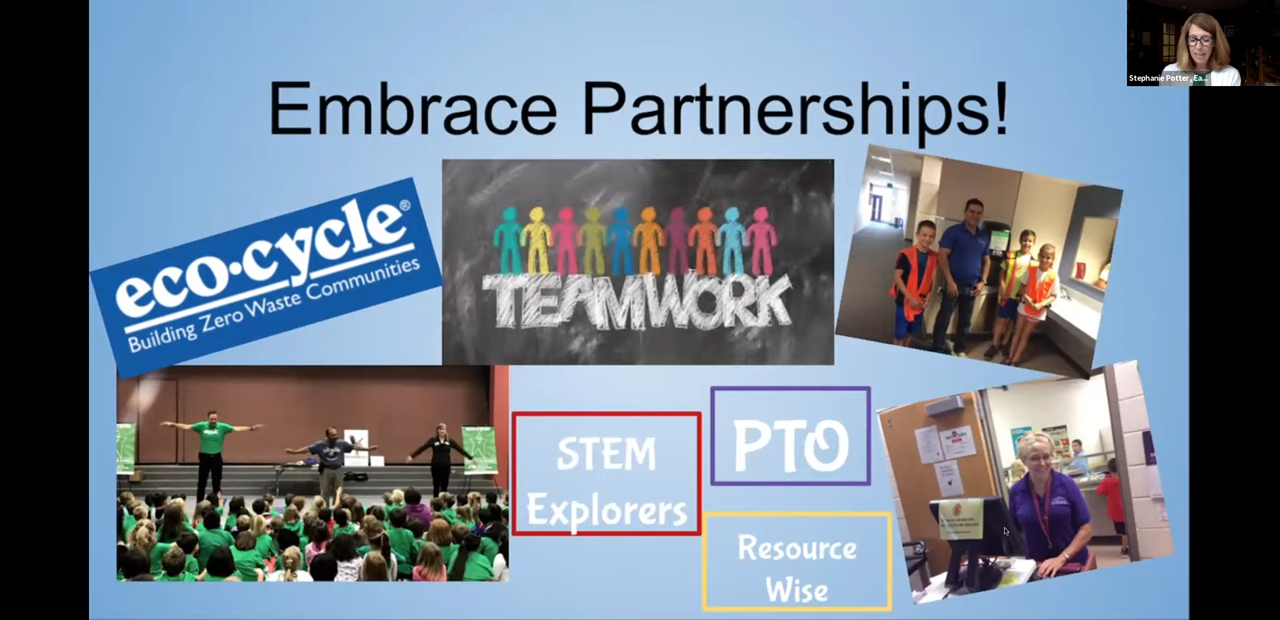 Stephanie Potter, Ea...
Embrace Partnerships!
eco·cycle®
Building Zero Waste Communities
TEAMWORK
STEM
Explorers
PTO
Resource
Wise